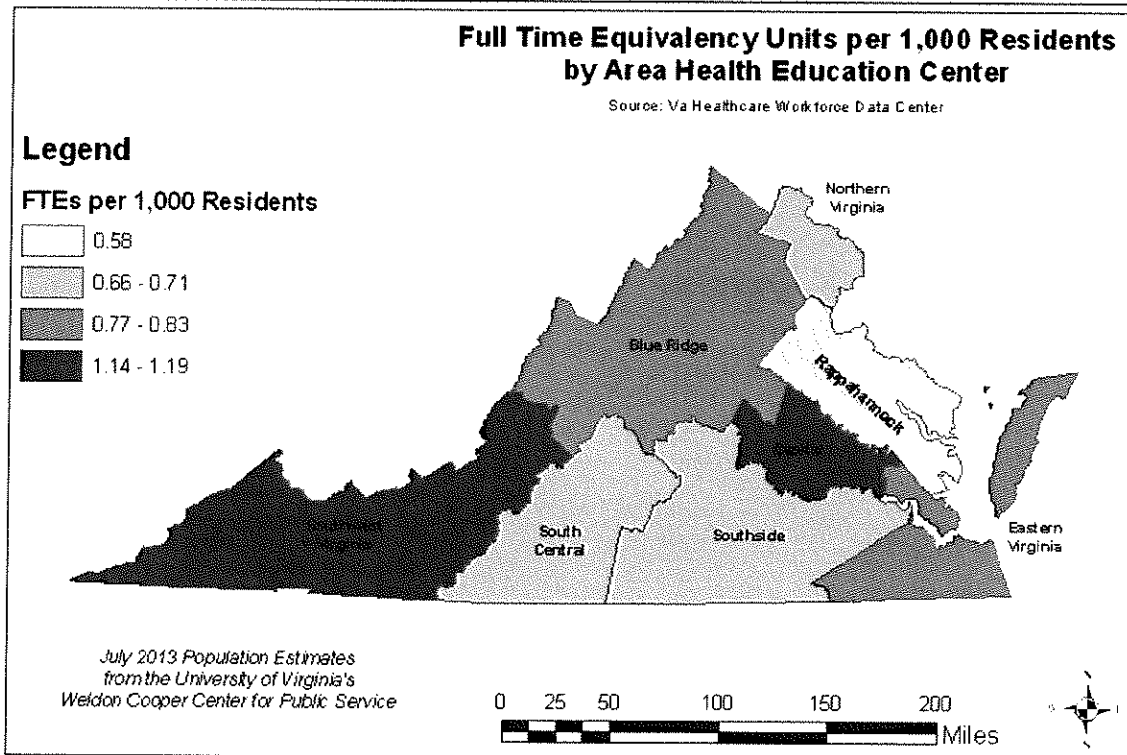 Full Time Equivalency Units per 1,000 Residents
by Area Health Education Center
Source: Va Healthcare Workforce Data Center
Legend
FTEs per 1,000 Residents
0.58
0.66 - 0.71
0.77 - 0.83
1.14 - 1.19
Northern
Virginia
Blue Ridge
Rappahannock
South
Central
Southside
Eastern
Virginia
July 2013 Population Estimates
from the University of Virginia's
Weldon Cooper Center for Public Service
0 25 50 100 150 200
Miles